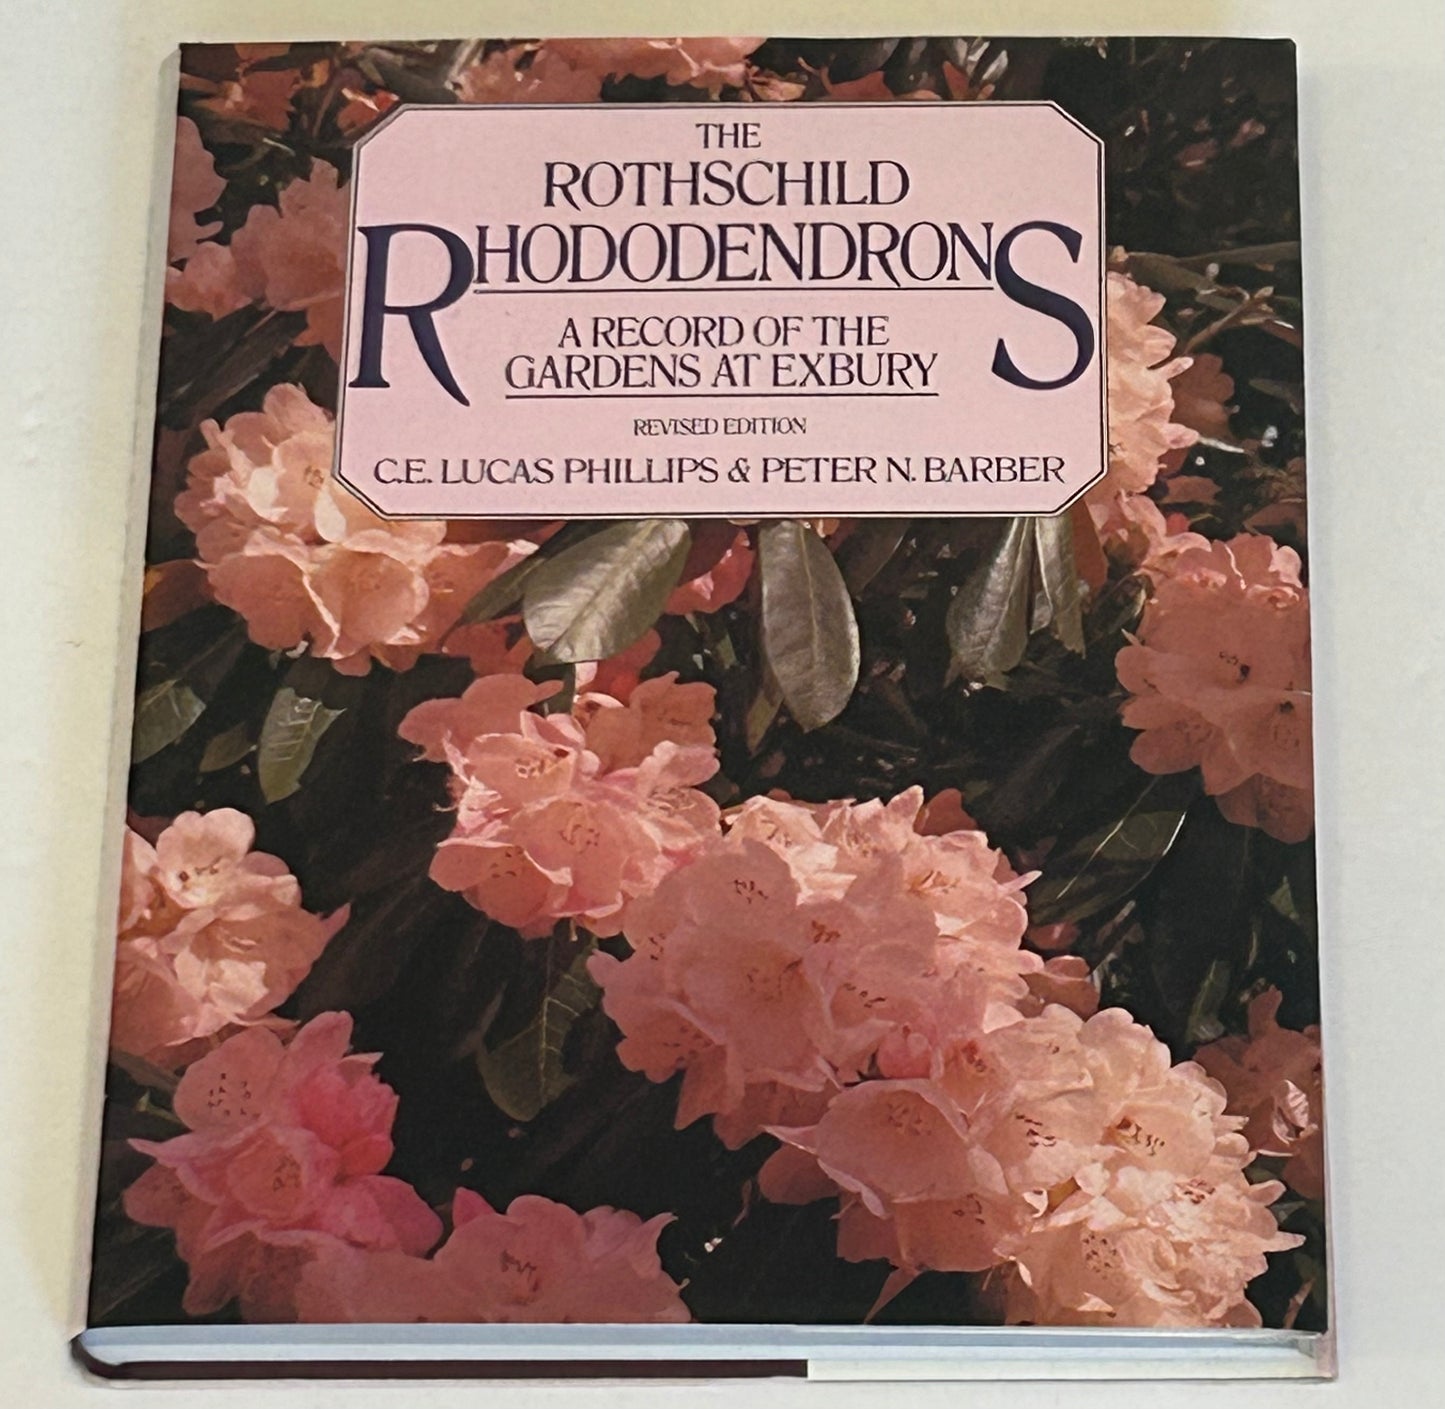 THE
ROTHSCHILD
RHODODENDRONS
A RECORD OF THE
GARDENS AT EXBURY
REVISED EDITION
C.E. LUCAS PHILLIPS & PETER N. BARBER